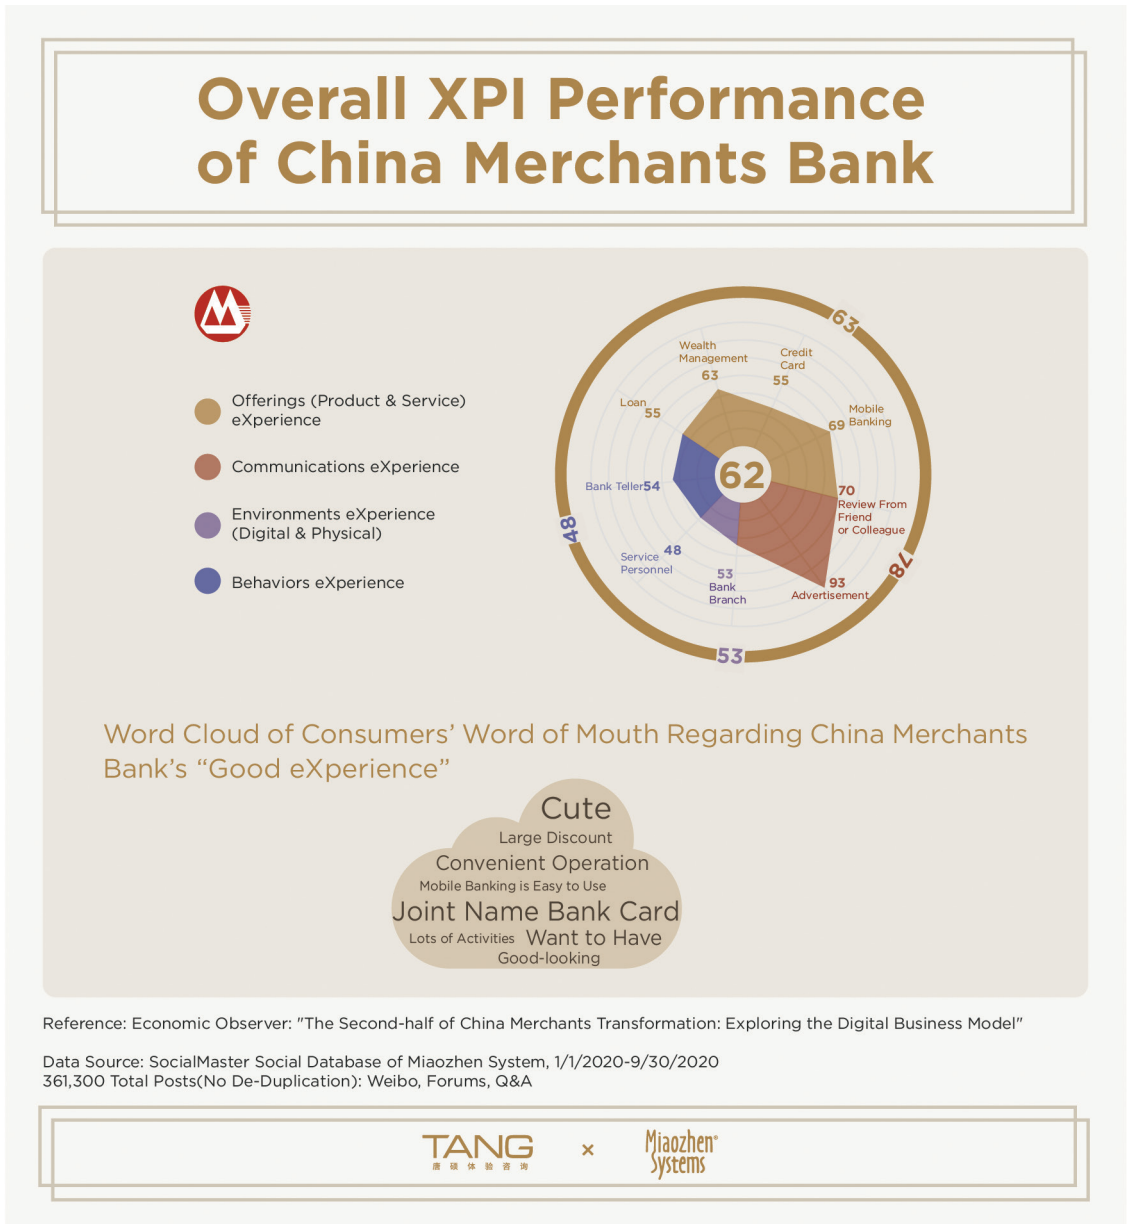 Overall XPI Performance
of China Merchants Bank
Offerings (Product & Service)
eXperience
Communications eXperience
Environments eXperience
(Digital & Physical)
Behaviors eXperience
63
Wealth
Management
63
Credit
Card
55
Loan
55
69
Mobile
Banking
62
Bank Teller54
70
Review From
Friend
or Colleague
48
Service
Personnel
48
53
Bank
Branch
93
Advertisement
78
53
Word Cloud of Consumers’ Word of Mouth Regarding China Merchants
Bank’s “Good eXperience”
Cute
Large Discount
Convenient Operation
Mobile Banking is Easy to Use
Joint Name Bank Card
Lots of Activities Want to Have
Good-looking
Reference: Economic Observer: "The Second-half of China Merchants Transformation: Exploring the Digital Business Model"
Data Source: SocialMaster Social Database of Miaozhen System, 1/1/2020-9/30/2020
361,300 Total Posts(No De-Duplication): Weibo, Forums, Q&A
TANG
唐硕体验咨询
×
Miaozhen®
Systems